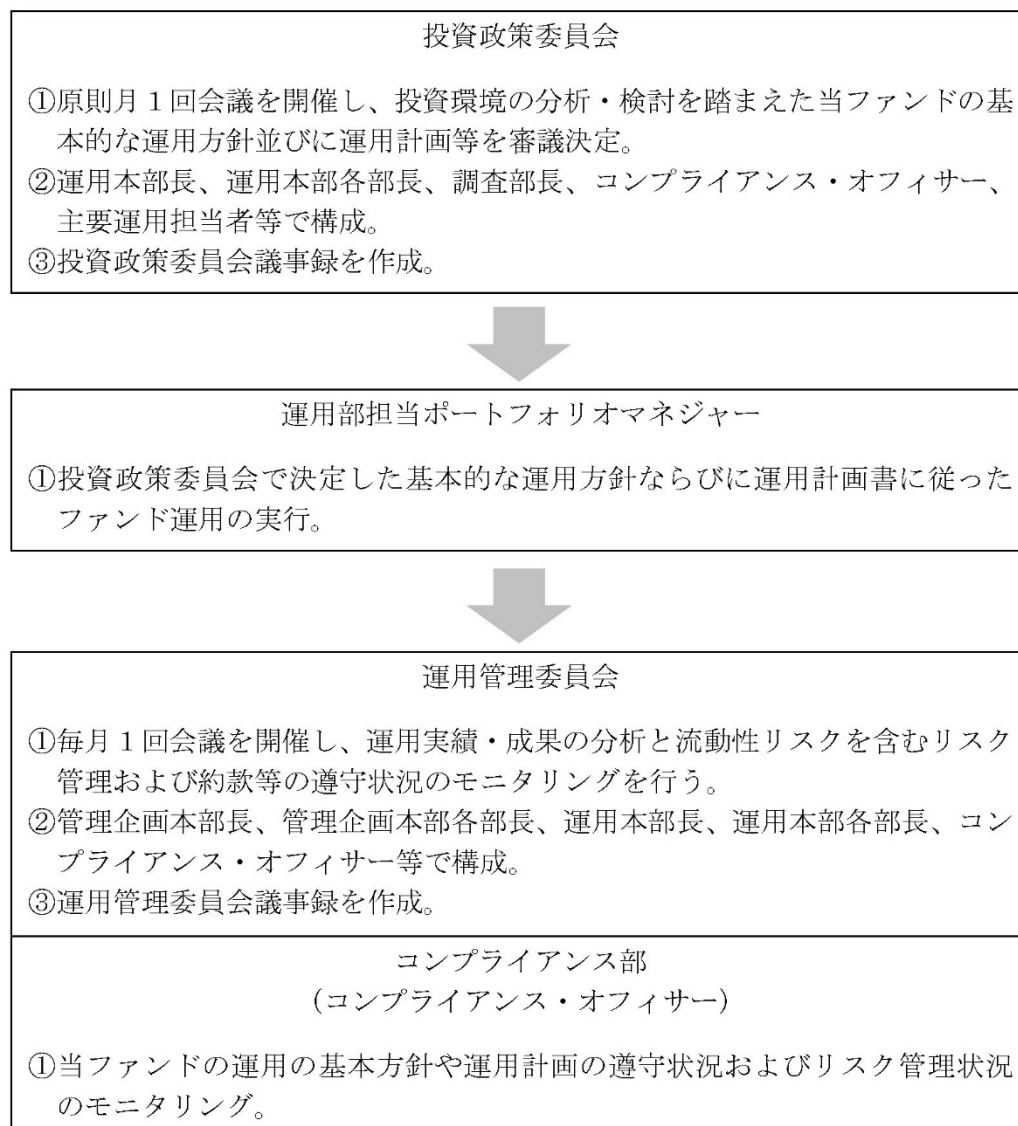 投資政策委員会
①原則月１回会議を開催し、投資環境の分析・検討を踏まえた当ファンドの基
本的な運用方針並びに運用計画等を審議決定。
②運用本部長、運用本部各部長、調査部長、コンプライアンス・オフィサー、
主要運用担当者等で構成。
③投資政策委員会議事録を作成。
運用部担当ポートフォリオマネジャー
①投資政策委員会で決定した基本的な運用方針ならびに運用計画書に従った
ファンド運用の実行。
運用管理委員会
①毎月１回会議を開催し、運用実績・成果の分析と流動性リスクを含むリスク
管理および約款等の遵守状況のモニタリングを行う。
②管理企画本部長、管理企画本部各部長、運用本部長、運用本部各部長、コン
プライアンス・オフィサー等で構成。
③運用管理委員会議事録を作成。
コンプライアンス部
（コンプライアンス・オフィサー）
①当ファンドの運用の基本方針や運用計画の遵守状況およびリスク管理状況
のモニタリング。